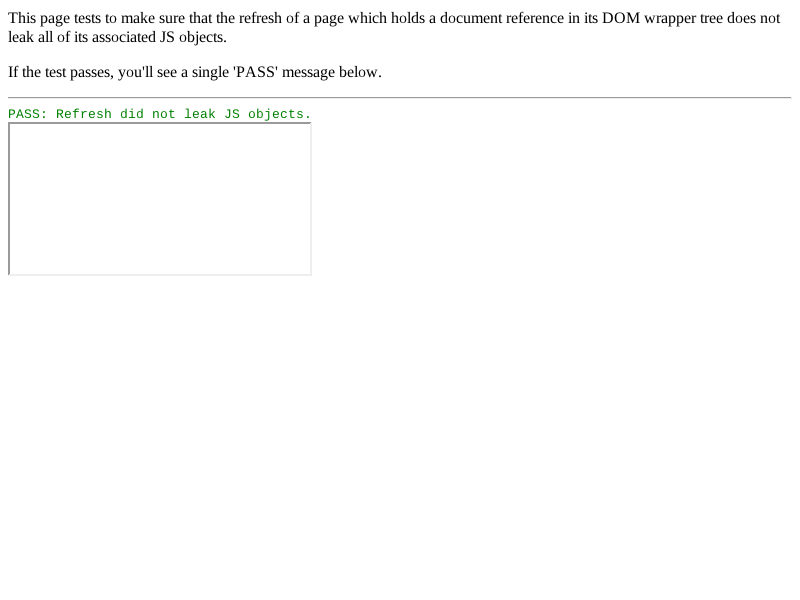 This page tests to make sure that the refresh of a page which holds a document reference in its DOM wrapper tree does not
leak all of its associated JS objects.
If the test passes, you'll see a single 'PASS' message below.
PASS: Refresh did not leak JS objects.